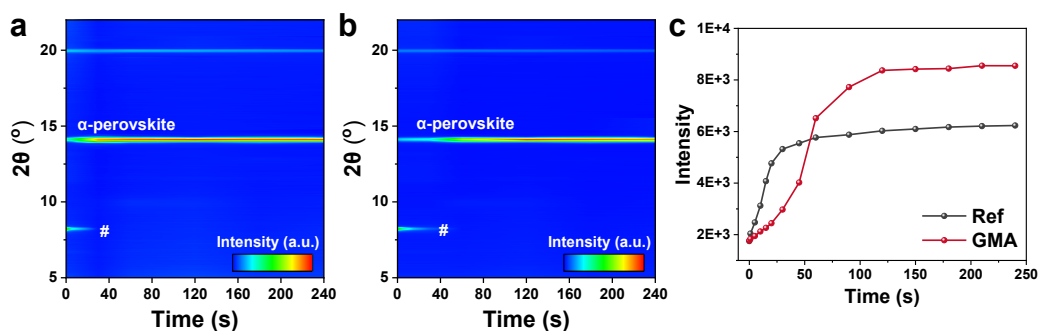 a
20
15
10
5
2θ (°)
α-perovskite
#
Intensity (a.u.)
0 40 80 120 160 200 240
Time (s)
b
20
15
10
5
2θ (°)
α-perovskite
#
Intensity (a.u.)
0 40 80 120 160 200 240
Time (s)
c
1E+4
8E+3
6E+3
4E+3
2E+3
Intensity
Ref
GMA
0 50 100 150 200 250
Time (s)